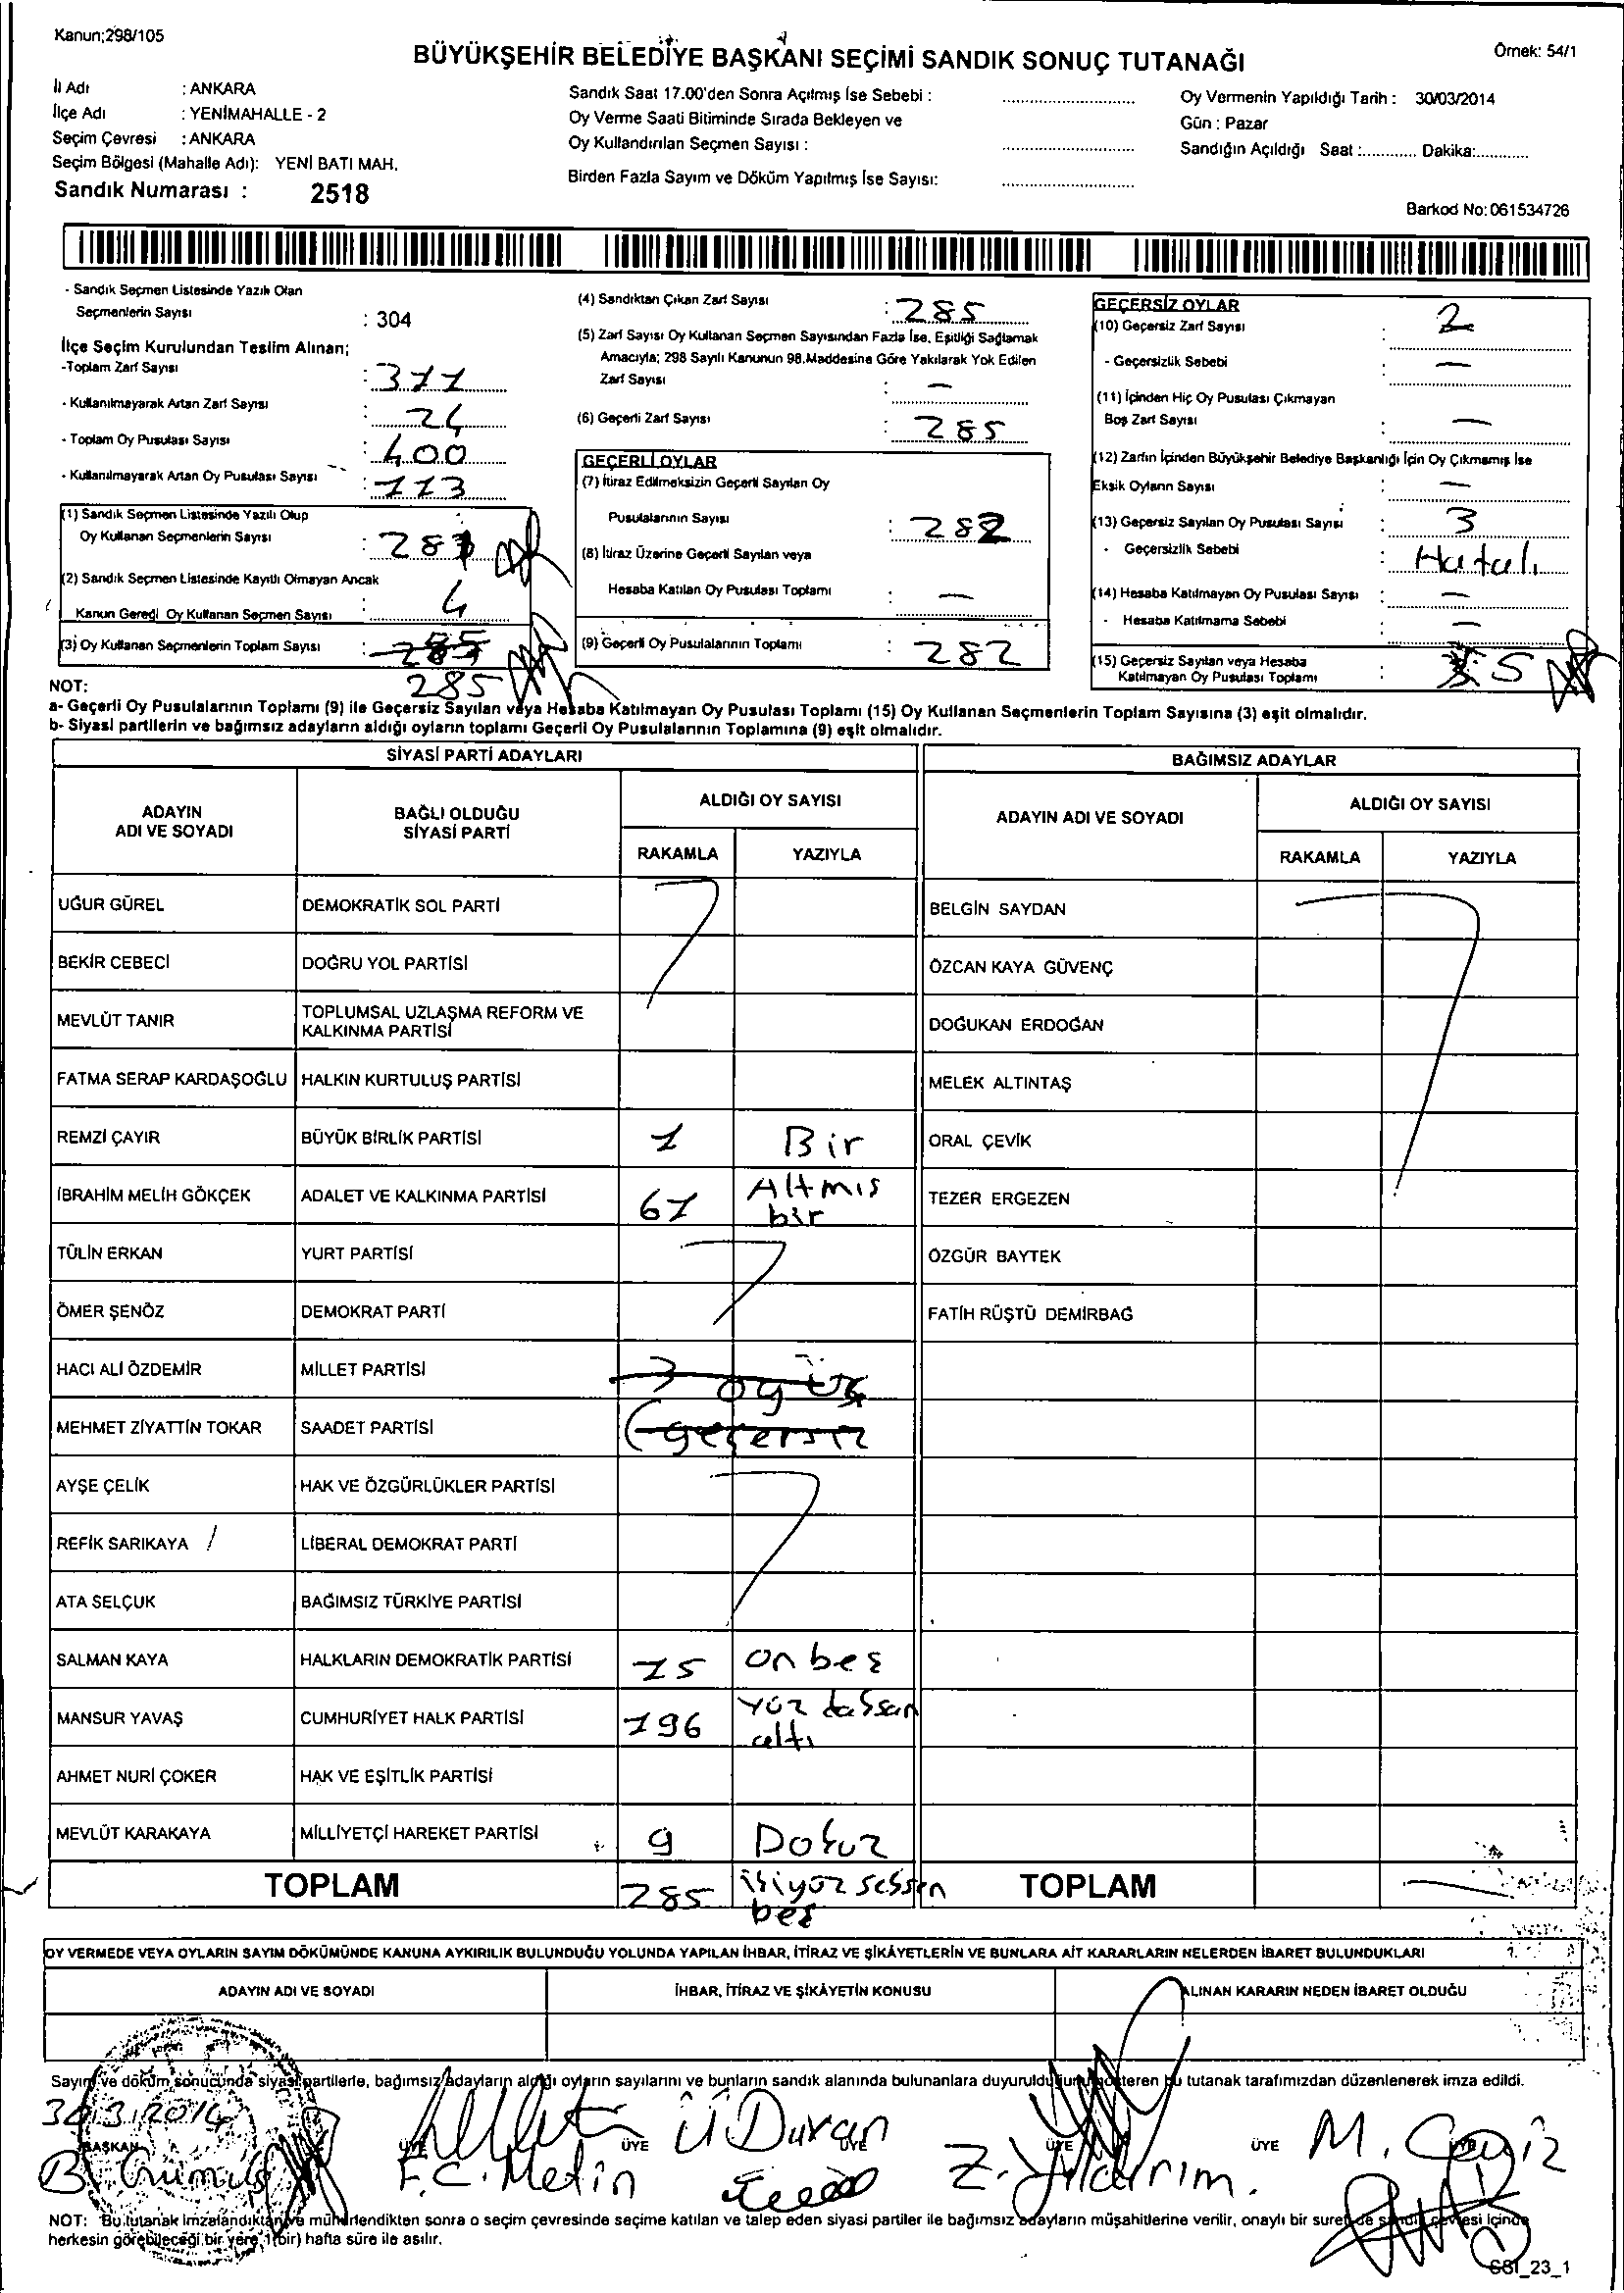 Kanun;298/105
BÜYÜKŞEHİR BELEDİYE BAŞKANI SEÇİMİ SANDIK SONUÇ TUTANAĞI
Örnek: 54/1
İli Adı : ANKARA
İlçe Adı : YENİMAHALLE - 2
Seçim Çevresi : ANKARA
Seçim Bölgesi (Mahalle Adı): YENİ BATI MAH.
Sandık Numarası : 2518
Sandık Saat 17.00'den Sonra Açılmış İse Sebebi :
Oy Verme Saati Bitiminde Sırada Bekleyen ve
Oy Kullandırılan Seçmen Sayısı :
Birden Fazla Sayım ve Döküm Yapılmış İse Sayısı:
Oy Vermenin Yapıldığı Tarih : 30/03/2014
Gün : Pazar
Sandığın Açıldığı Saat :............ Dakika:............
Barkod No: 061534726
- Sandık Seçmen Listesinde Yazılı Olan
Seçmenlerin Sayısı : 304
İlçe Seçim Kurulundan Teslim Alınan;
-Toplam Zarf Sayısı : 311
- Kullanılmayarak Artan Zarf Sayısı : 24
- Toplam Oy Pusulası Sayısı : 400
- Kullanılmayarak Artan Oy Pusulası Sayısı : 113
(1) Sandık Seçmen Listesinde Yazılı Olup
Oy Kullanan Seçmenlerin Sayısı : 281
(2) Sandık Seçmen Listesinde Kayıtlı Olmayan Ancak
Kanun Gereği Oy Kullanan Seçmen Sayısı : 4
(3) Oy Kullanan Seçmenlerin Toplam Sayısı :
285
(4) Sandıktan Çıkan Zarf Sayısı : 285
(5) Zarf Sayısı Oy Kullanan Seçmen Sayısından Fazla İse, Eşitliği Sağlamak
Amacıyla; 298 Sayılı Kanunun 98.Maddesine Göre Yakılarak Yok Edilen
Zarf Sayısı : —
(6) Geçerli Zarf Sayısı : 285
GEÇERLİ OYLAR
(7) İtiraz Edilmeksizin Geçerli Sayılan Oy
Pusulalarının Sayısı : 282
(8) İtiraz Üzerine Geçerli Sayılan veya
Hesaba Katılan Oy Pusulası Toplamı : —
(9) Geçerli Oy Pusulalarının Toplamı : 282
GEÇERSİZ OYLAR
(10) Geçersiz Zarf Sayısı : 2
- Geçersizlik Sebebi : —
(11) İçinden Hiç Oy Pusulası Çıkmayan
Boş Zarf Sayısı : —
(12) Zarfın İçinden Büyükşehir Belediye Başkanlığı İçin Oy Çıkmamış İse
Eksik Oyların Sayısı : —
(13) Geçersiz Sayılan Oy Pusulası Sayısı : 3
- Geçersizlik Sebebi : Hatalı
(14) Hesaba Katılmayan Oy Pusulası Sayısı : —
- Hesaba Katılmama Sebebi : —
(15) Geçersiz Sayılan veya Hesaba
Katılmayan Oy Pusulası Toplamı : 5
NOT:
a- Geçerli Oy Pusulalarının Toplamı (9) ile Geçersiz Sayılan veya Hesaba Katılmayan Oy Pusulası Toplamı (15) Oy Kullanan Seçmenlerin Toplam Sayısına (3) eşit olmalıdır.
b- Siyasi partilerin ve bağımsız adayların aldığı oyların toplamı Geçerli Oy Pusulalarının Toplamına (9) eşit olmalıdır.
SİYASİ PARTİ ADAYLARI
ADAYIN ADI VE SOYADI
BAĞLI OLDUĞU SİYASİ PARTİ
ALDIĞI OY SAYISI
RAKAMLA YAZIYLA
UĞUR GÜREL DEMOKRATİK SOL PARTİ
BEKİR CEBECİ DOĞRU YOL PARTİSİ
MEVLÜT TANIR TOPLUMSAL UZLAŞMA REFORM VE KALKINMA PARTİSİ
FATMA SERAP KARDAŞOĞLU HALKIN KURTULUŞ PARTİSİ
REMZİ ÇAYIR BÜYÜK BİRLİK PARTİSİ 1 Bir
İBRAHİM MELİH GÖKÇEK ADALET VE KALKINMA PARTİSİ 61 Altmıs bir
TÜLİN ERKAN YURT PARTİSİ
ÖMER ŞENÖZ DEMOKRAT PARTİ
HACI ALİ ÖZDEMİR MİLLET PARTİSİ 3 oy üç
MEHMET ZİYATTİN TOKAR SAADET PARTİSİ (geçersiz
AYŞE ÇELİK HAK VE ÖZGÜRLÜKLER PARTİSİ
REFİK SARIKAYA LİBERAL DEMOKRAT PARTİ
ATA SELÇUK BAĞIMSIZ TÜRKİYE PARTİSİ
SALMAN KAYA HALKLARIN DEMOKRATİK PARTİSİ 15 on beş
MANSUR YAVAŞ CUMHURİYET HALK PARTİSİ 196 yüz doksan altı
AHMET NURİ ÇOKER HAK VE EŞİTLİK PARTİSİ
MEVLÜT KARAKAYA MİLLİYETÇİ HAREKET PARTİSİ 9 Dokuz
TOPLAM 285 ikiyüz seksen beş
BAĞIMSIZ ADAYLAR
ADAYIN ADI VE SOYADI
ALDIĞI OY SAYISI
RAKAMLA YAZIYLA
BELGİN SAYDAN
ÖZCAN KAYA GÜVENÇ
DOĞUKAN ERDOĞAN
MELEK ALTINTAŞ
ORAL ÇEVİK
TEZER ERGEZEN
ÖZGÜR BAYTEK
FATİH RÜŞTÜ DEMİRBAĞ
TOPLAM —
OY VERMEDE VEYA OYLARIN SAYIM DÖKÜMÜNDE KANUNA AYKIRILIK BULUNDUĞU YOLUNDA YAPILAN İHBAR, İTİRAZ VE ŞİKÂYETLERİN VE BUNLARA AİT KARARLARIN NELERDEN İBARET BULUNDUKLARI
ADAYIN ADI VE SOYADI İHBAR, İTİRAZ VE ŞİKÂYETİN KONUSU ALINAN KARARIN NEDEN İBARET OLDUĞU
Sayım ve döküm sonucunda siyasi partilerle, bağımsız adayların aldığı oyların sayılarını ve bunların sandık alanında bulunanlara duyurulduğunu gösteren bu tutanak tarafımızdan düzenlenerek imza edildi.
30.3.2014
BAŞKAN ÜYE ÜYE ÜYE ÜYE ÜYE
B. Gümüş F.C. Metin Ü Duran Z. Yıldırım. M. Cengiz
NOT: Bu tutanak imzalandıktan ve mühürlendikten sonra o seçim çevresinde seçime katılan ve talep eden siyasi partiler ile bağımsız adayların müşahitlerine verilir, onaylı bir sureti de sandık çevresi içinde
herkesin görebileceği bir yere 1(bir) hafta süre ile asılır.
SSI_23_1